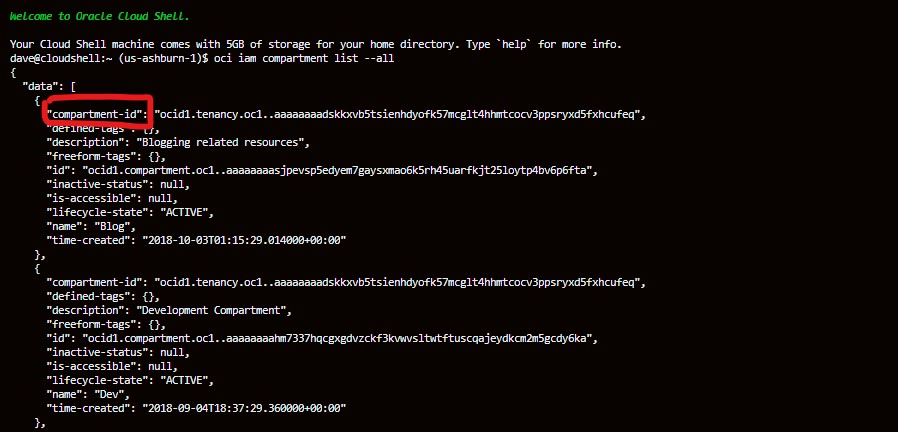 Welcome to Oracle Cloud Shell.
Your Cloud Shell machine comes with 5GB of storage for your home directory. Type `help` for more info.
dave@cloudshell:~ (us-ashburn-1)$ oci iam compartment list --all
{
"data": [
{
"compartment-id": "ocid1.tenancy.oc1..aaaaaaaadskkxvb5tsienhdyofk57mcglt4hhmtcocv3ppsryxd5fxhcufeq",
"defined-tags": {},
"description": "Blogging related resources",
"freeform-tags": {},
"id": "ocid1.compartment.oc1..aaaaaaaasjpevsp5edyem7gaysxmao6k5rh45uarfkjt25loytp4bv6p6fta",
"inactive-status": null,
"is-accessible": null,
"lifecycle-state": "ACTIVE",
"name": "Blog",
"time-created": "2018-10-03T01:15:29.014000+00:00"
},
{
"compartment-id": "ocid1.tenancy.oc1..aaaaaaaadskkxvb5tsienhdyofk57mcglt4hhmtcocv3ppsryxd5fxhcufeq",
"defined-tags": {},
"description": "Development Compartment",
"freeform-tags": {},
"id": "ocid1.compartment.oc1..aaaaaaaahm7337hqcgxgdvzckf3kvwvsltwtftuscqajeydkcm2m5gcdy6ka",
"inactive-status": null,
"is-accessible": null,
"lifecycle-state": "ACTIVE",
"name": "Dev",
"time-created": "2018-09-04T18:37:29.360000+00:00"
},